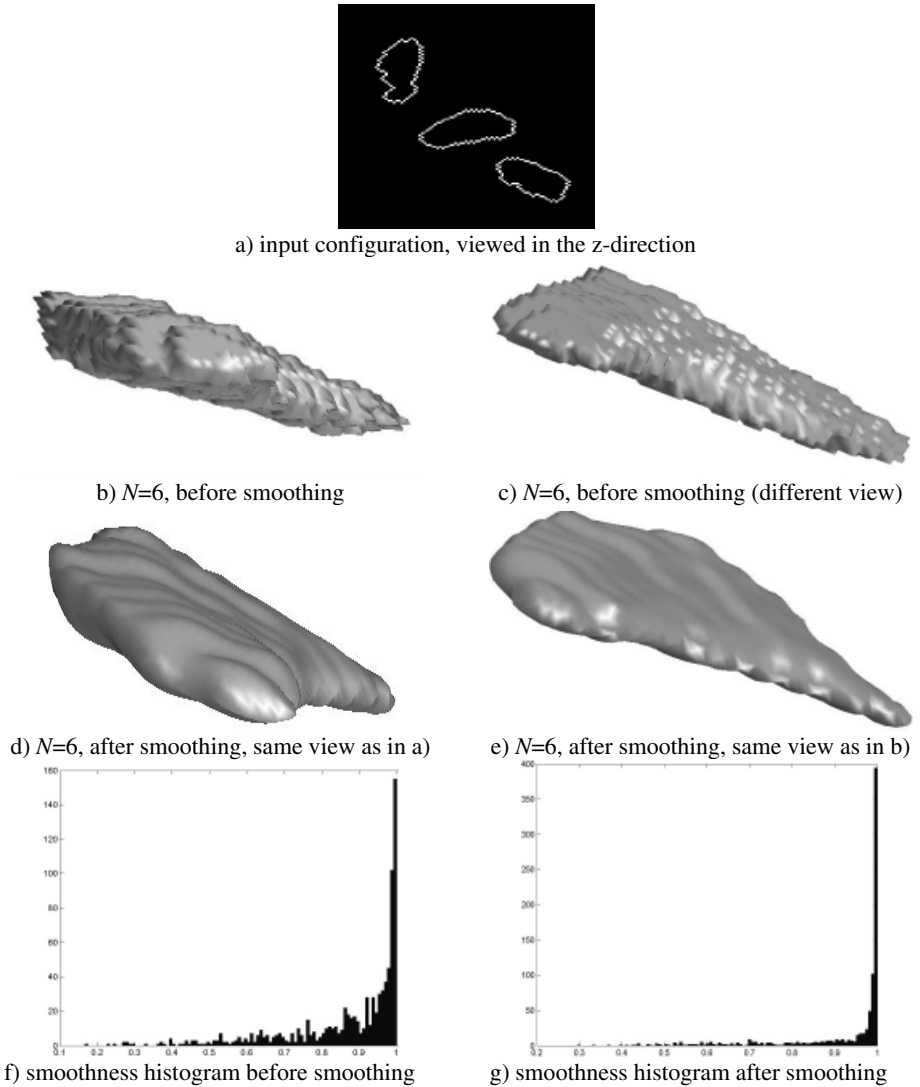 a) input configuration, viewed in the z-direction
b) N=6, before smoothing
c) N=6, before smoothing (different view)
d) N=6, after smoothing, same view as in a)
e) N=6, after smoothing, same view as in b)
160
140
120
100
80
60
40
20
0
0.1 0.2 0.3 0.4 0.5 0.6 0.7 0.8 0.9 1
400
350
300
250
200
150
100
50
0
0.2 0.3 0.4 0.5 0.6 0.7 0.8 0.9 1
f) smoothness histogram before smoothing
g) smoothness histogram after smoothing